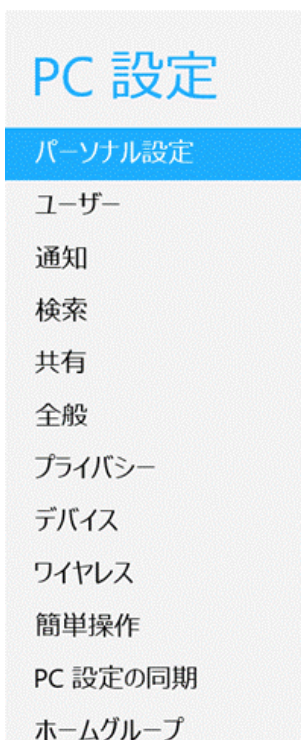 PC 設定
パーソナル設定
ユーザー
通知
検索
共有
全般
プライバシー
デバイス
ワイヤレス
簡単操作
PC 設定の同期
ホームグループ